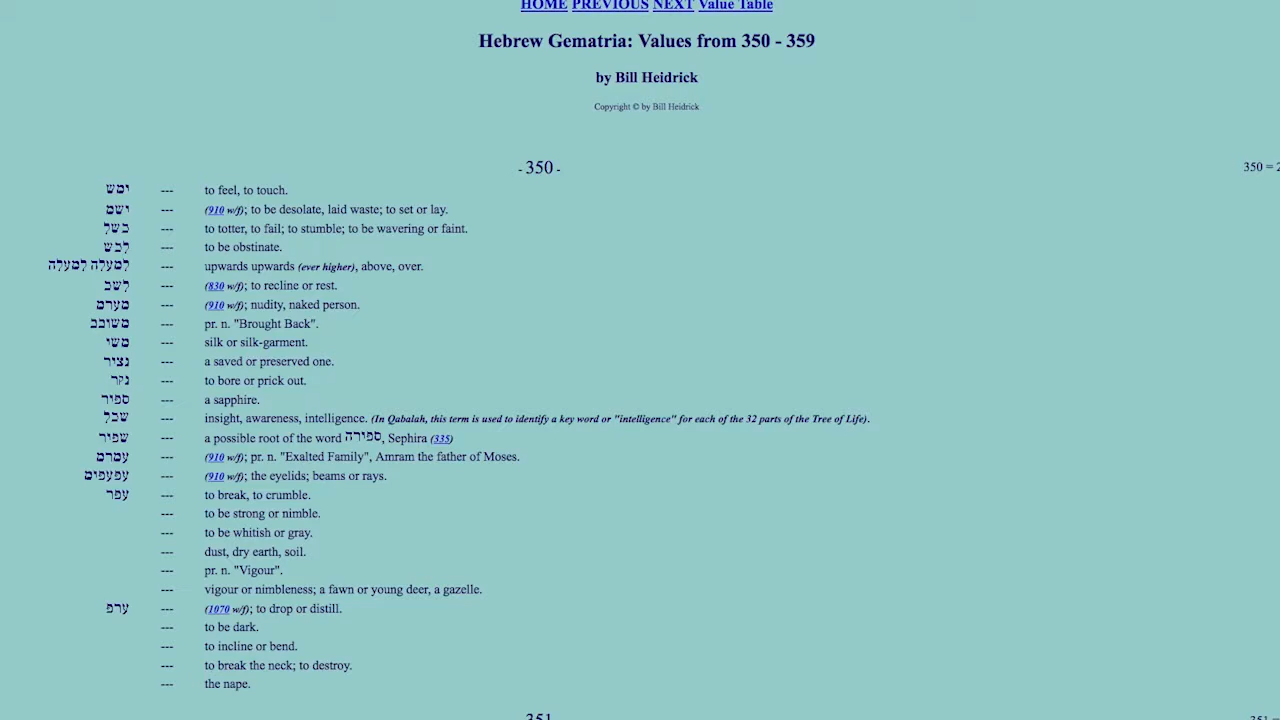 HOME PREVIOUS NEXT Value Table
Hebrew Gematria: Values from 350 - 359
by Bill Heidrick
Copyright © by Bill Heidrick
- 350 - 350 = 2
ימש --- to feel, to touch.
ישם --- (910 w/f); to be desolate, laid waste; to set or lay.
כשל --- to totter, to fail; to stumble; to be wavering or faint.
לכש --- to be obstinate.
למעלה למעלה --- upwards upwards (ever higher), above, over.
לשכ --- (830 w/f); to recline or rest.
מערם --- (910 w/f); nudity, naked person.
משובב --- pr. n. "Brought Back".
משי --- silk or silk-garment.
נציר --- a saved or preserved one.
נקר --- to bore or prick out.
ספיר --- a sapphire.
שכל --- insight, awareness, intelligence. (In Qabalah, this term is used to identify a key word or "intelligence" for each of the 32 parts of the Tree of Life).
שפיר --- a possible root of the word ספירה, Sephira (335)
עמרם --- (910 w/f); pr. n. "Exalted Family", Amram the father of Moses.
עפעפים --- (910 w/f); the eyelids; beams or rays.
עפר --- to break, to crumble.
--- to be strong or nimble.
--- to be whitish or gray.
--- dust, dry earth, soil.
--- pr. n. "Vigour".
--- vigour or nimbleness; a fawn or young deer, a gazelle.
ערפ --- (1070 w/f); to drop or distill.
--- to be dark.
--- to incline or bend.
--- to break the neck; to destroy.
--- the nape.
351